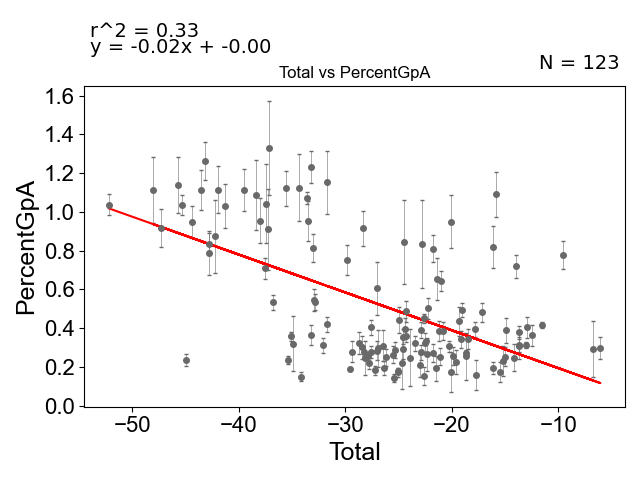 r^2 = 0.33
y = -0.02x + -0.00
N = 123
Total vs PercentGpA
1.6
1.4
1.2
1.0
0.8
0.6
0.4
0.2
0.0
PercentGpA
−50
−40
−30
−20
−10
Total